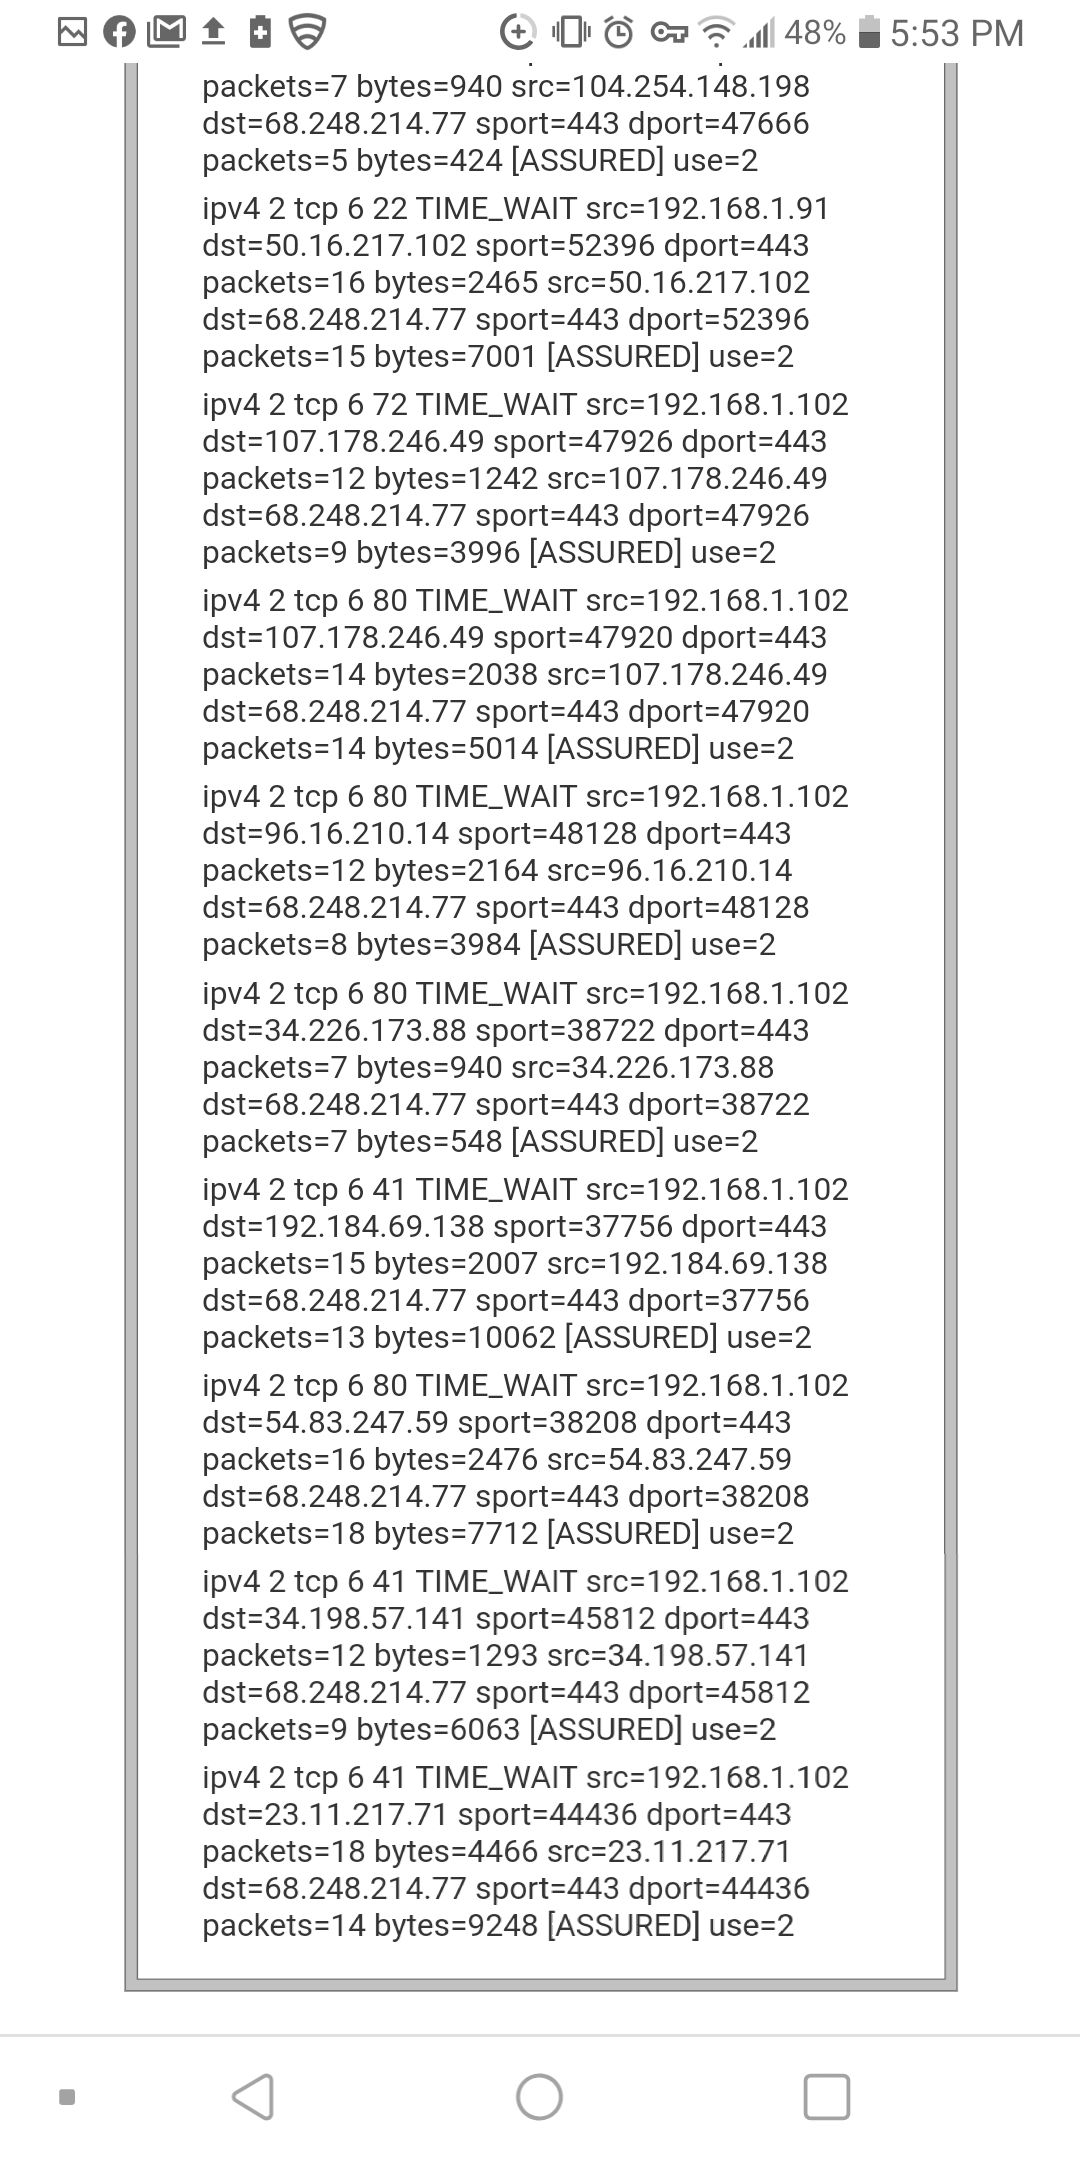 48% 5:53 PM
packets=7 bytes=940 src=104.254.148.198
dst=68.248.214.77 sport=443 dport=47666
packets=5 bytes=424 [ASSURED] use=2
ipv4 2 tcp 6 22 TIME_WAIT src=192.168.1.91
dst=50.16.217.102 sport=52396 dport=443
packets=16 bytes=2465 src=50.16.217.102
dst=68.248.214.77 sport=443 dport=52396
packets=15 bytes=7001 [ASSURED] use=2
ipv4 2 tcp 6 72 TIME_WAIT src=192.168.1.102
dst=107.178.246.49 sport=47926 dport=443
packets=12 bytes=1242 src=107.178.246.49
dst=68.248.214.77 sport=443 dport=47926
packets=9 bytes=3996 [ASSURED] use=2
ipv4 2 tcp 6 80 TIME_WAIT src=192.168.1.102
dst=107.178.246.49 sport=47920 dport=443
packets=14 bytes=2038 src=107.178.246.49
dst=68.248.214.77 sport=443 dport=47920
packets=14 bytes=5014 [ASSURED] use=2
ipv4 2 tcp 6 80 TIME_WAIT src=192.168.1.102
dst=96.16.210.14 sport=48128 dport=443
packets=12 bytes=2164 src=96.16.210.14
dst=68.248.214.77 sport=443 dport=48128
packets=8 bytes=3984 [ASSURED] use=2
ipv4 2 tcp 6 80 TIME_WAIT src=192.168.1.102
dst=34.226.173.88 sport=38722 dport=443
packets=7 bytes=940 src=34.226.173.88
dst=68.248.214.77 sport=443 dport=38722
packets=7 bytes=548 [ASSURED] use=2
ipv4 2 tcp 6 41 TIME_WAIT src=192.168.1.102
dst=192.184.69.138 sport=37756 dport=443
packets=15 bytes=2007 src=192.184.69.138
dst=68.248.214.77 sport=443 dport=37756
packets=13 bytes=10062 [ASSURED] use=2
ipv4 2 tcp 6 80 TIME_WAIT src=192.168.1.102
dst=54.83.247.59 sport=38208 dport=443
packets=16 bytes=2476 src=54.83.247.59
dst=68.248.214.77 sport=443 dport=38208
packets=18 bytes=7712 [ASSURED] use=2
ipv4 2 tcp 6 41 TIME_WAIT src=192.168.1.102
dst=34.198.57.141 sport=45812 dport=443
packets=12 bytes=1293 src=34.198.57.141
dst=68.248.214.77 sport=443 dport=45812
packets=9 bytes=6063 [ASSURED] use=2
ipv4 2 tcp 6 41 TIME_WAIT src=192.168.1.102
dst=23.11.217.71 sport=44436 dport=443
packets=18 bytes=4466 src=23.11.217.71
dst=68.248.214.77 sport=443 dport=44436
packets=14 bytes=9248 [ASSURED] use=2